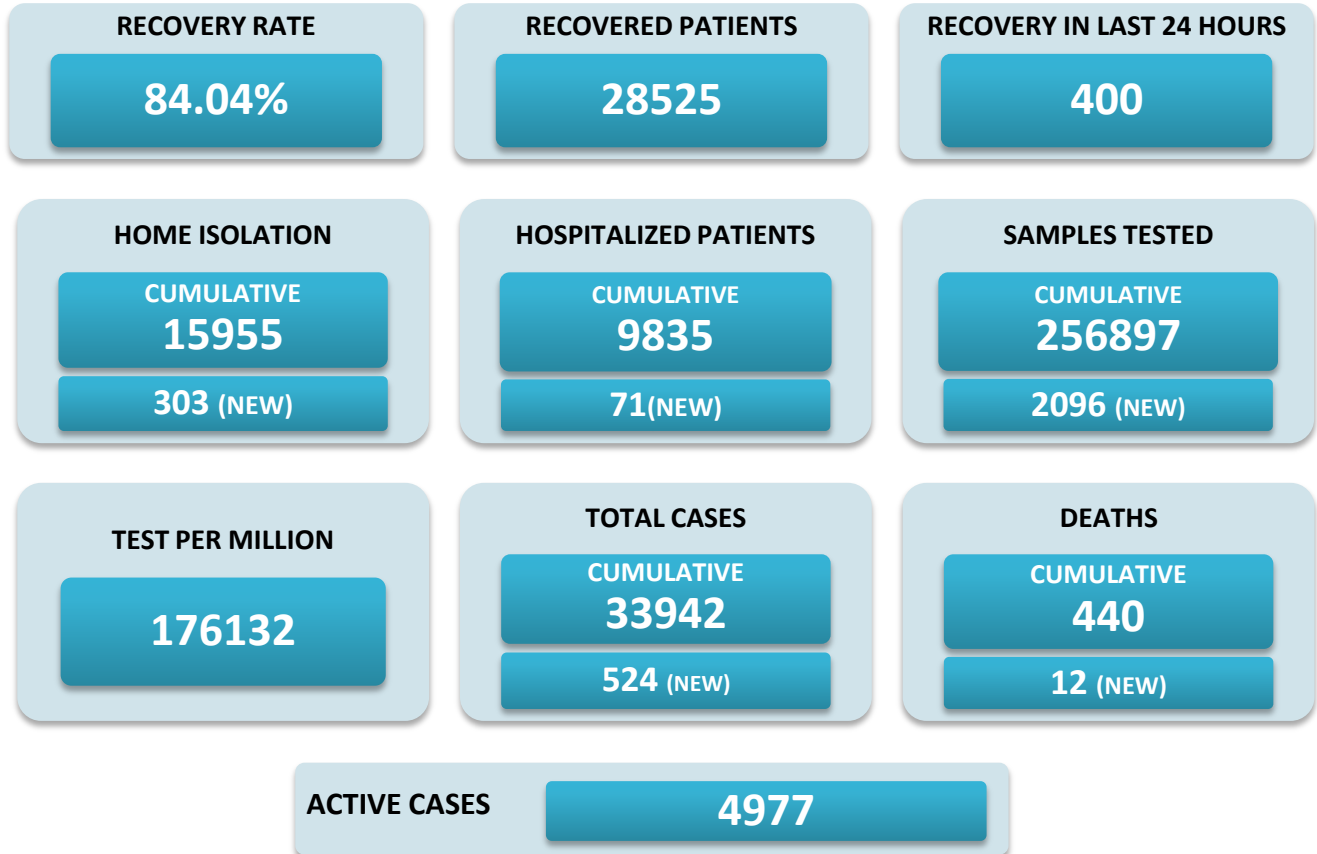 RECOVERY RATE
84.04%
RECOVERED PATIENTS
28525
RECOVERY IN LAST 24 HOURS
400
HOME ISOLATION
CUMULATIVE
15955
303 (NEW)
HOSPITALIZED PATIENTS
CUMULATIVE
9835
71(NEW)
SAMPLES TESTED
CUMULATIVE
256897
2096 (NEW)
TEST PER MILLION
176132
TOTAL CASES
CUMULATIVE
33942
524 (NEW)
DEATHS
CUMULATIVE
440
12 (NEW)
ACTIVE CASES
4977